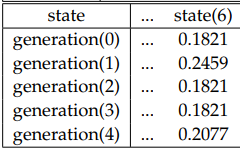 state ... state(6)
generation(0) ... 0.1821
generation(1) ... 0.2459
generation(2) ... 0.1821
generation(3) ... 0.1821
generation(4) ... 0.2077